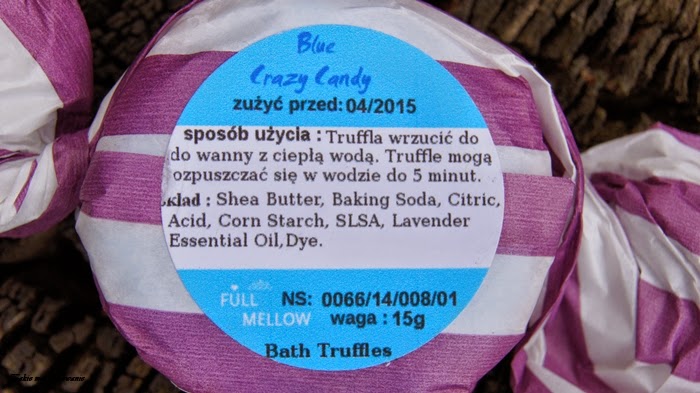 Blue
Crazy Candy
zużyć przed: 04/2015
sposób użycia : Truffla wrzucić do
do wanny z ciepłą wodą. Truffle mogą
ozpuszczać się w wodzie do 5 minut.
kład : Shea Butter, Baking Soda, Citric,
Acid, Corn Starch, SLSA, Lavender
Essential Oil,Dye.
FULL
MELLOW
NS: 0066/14/008/01
waga : 15g
Bath Truffles